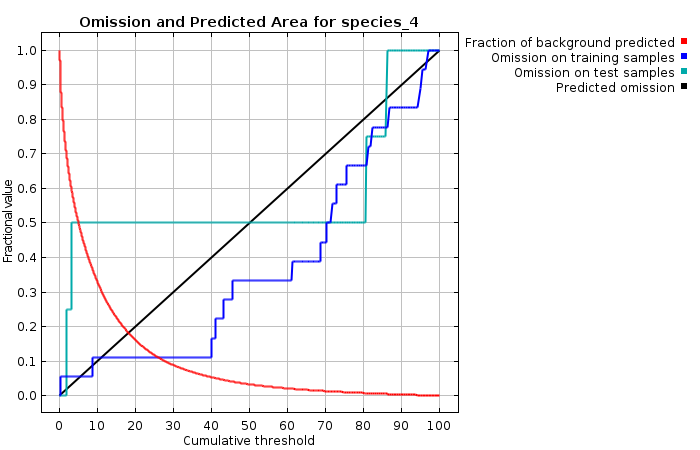 Omission and Predicted Area for species_4
Fraction of background predicted
Omission on training samples
Omission on test samples
Predicted omission
Fractional value
1.0
0.9
0.8
0.7
0.6
0.5
0.4
0.3
0.2
0.1
0.0
0 10 20 30 40 50 60 70 80 90 100
Cumulative threshold